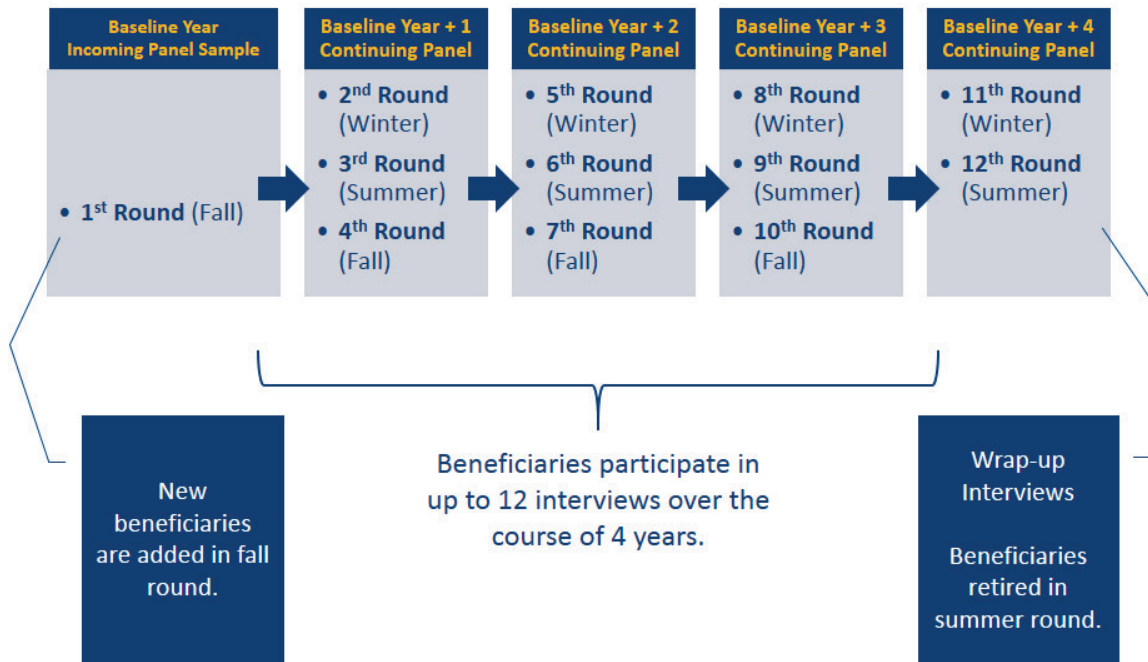 Baseline Year
Incoming Panel Sample
• 1st Round (Fall)
Baseline Year + 1
Continuing Panel
• 2nd Round
(Winter)
• 3rd Round
(Summer)
• 4th Round
(Fall)
Baseline Year + 2
Continuing Panel
• 5th Round
(Winter)
• 6th Round
(Summer)
• 7th Round
(Fall)
Baseline Year + 3
Continuing Panel
• 8th Round
(Winter)
• 9th Round
(Summer)
• 10th Round
(Fall)
Baseline Year + 4
Continuing Panel
• 11th Round
(Winter)
• 12th Round
(Summer)
New
beneficiaries
are added in fall
round.
Beneficiaries participate in
up to 12 interviews over the
course of 4 years.
Wrap-up
Interviews
Beneficiaries
retired in
summer round.